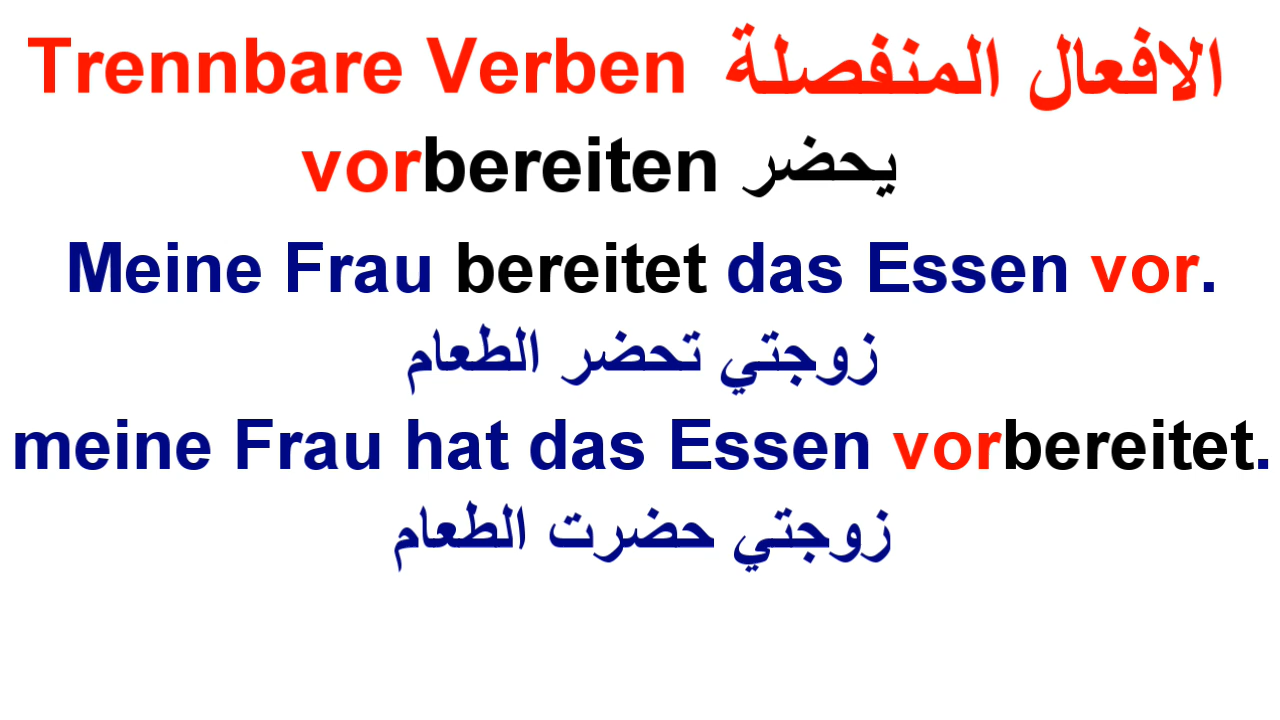 Trennbare Verben الافعال المنفصلة
vorbereiten يحضر
Meine Frau bereitet das Essen vor.
زوجتي تحضر الطعام
meine Frau hat das Essen vorbereitet.
زوجتي حضرت الطعام